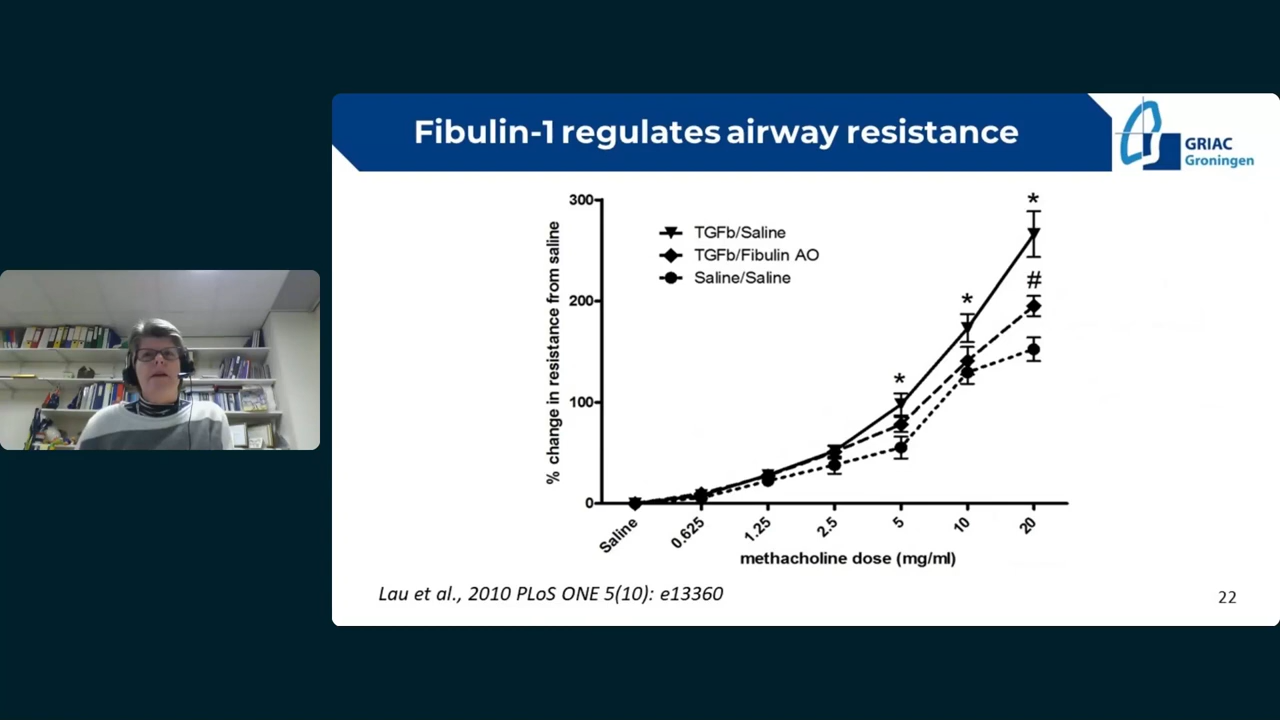 Fibulin-1 regulates airway resistance
GRIAC
Groningen
% change in resistance from saline
300
200
100
0
TGFb/Saline
TGFb/Fibulin AO
Saline/Saline
*
*
*
#
Saline
0.625
1.25
2.5
5
10
20
methacholine dose (mg/ml)
Lau et al., 2010 PLoS ONE 5(10): e13360
22